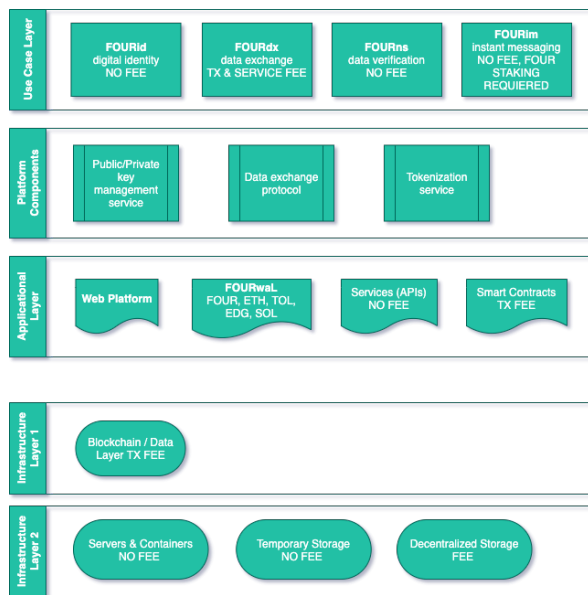 Use Case Layer
FOURid
digital identity
NO FEE
FOURdx
data exchange
TX & SERVICE FEE
FOURns
data verification
NO FEE
FOURim
instant messaging
NO FEE, FOUR
STAKING
REQUIERED
Platform
Components
Public/Private
key
management
service
Data exchange
protocol
Tokenization
service
Applicational
Layer
Web Platform
FOURwaL
FOUR, ETH, TOL,
EDG, SOL
Services (APIs)
NO FEE
Smart Contracts
TX FEE
Infrastructure
Layer 1
Blockchain / Data
Layer TX FEE
Infrastructure
Layer 2
Servers & Containers
NO FEE
Temporary Storage
NO FEE
Decentralized Storage
FEE